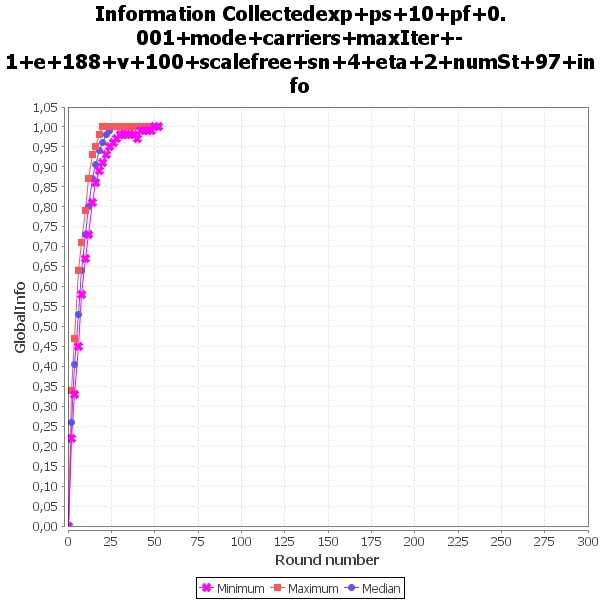 Information Collectedexp+ps+10+pf+0.
001+mode+carriers+maxIter+-
1+e+188+v+100+scalefree+sn+4+eta+2+numSt+97+in
fo
1,05
1,00
0,95
0,90
0,85
0,80
0,75
0,70
0,65
0,60
0,55
0,50
0,45
0,40
0,35
0,30
0,25
0,20
0,15
0,10
0,05
0,00
GlobalInfo
0 25 50 75 100 125 150 175 200 225 250 275 300
Round number
Minimum Maximum Median